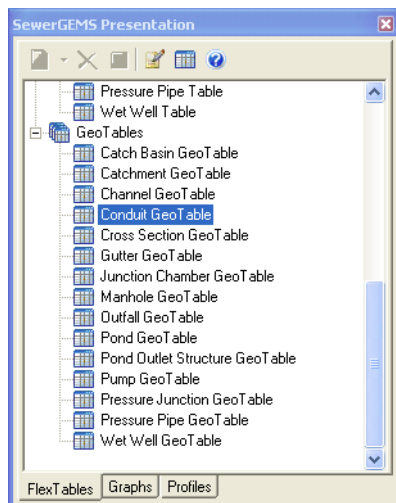 SewerGEMS Presentation
Pressure Pipe Table
Wet Well Table
GeoTables
Catch Basin GeoTable
Catchment GeoTable
Channel GeoTable
Conduit GeoTable
Cross Section GeoTable
Gutter GeoTable
Junction Chamber GeoTable
Manhole GeoTable
Outfall GeoTable
Pond GeoTable
Pond Outlet Structure GeoTable
Pump GeoTable
Pressure Junction GeoTable
Pressure Pipe GeoTable
Wet Well GeoTable
FlexTables Graphs Profiles